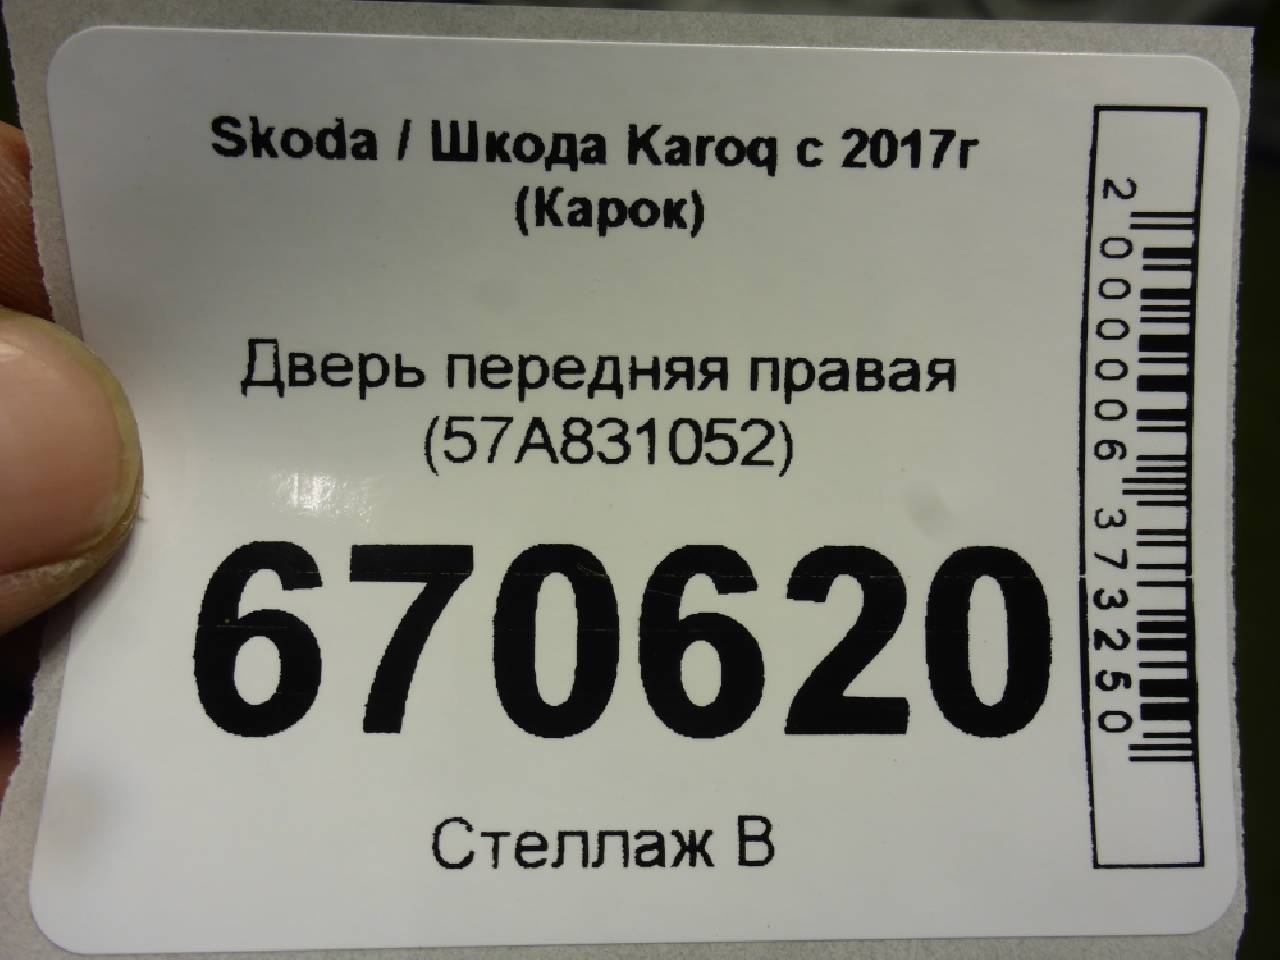 Skoda / Шкода Karoq с 2017г
(Карок)
Дверь передняя правая
(57A831052)
670620
Стеллаж В
2000006373250